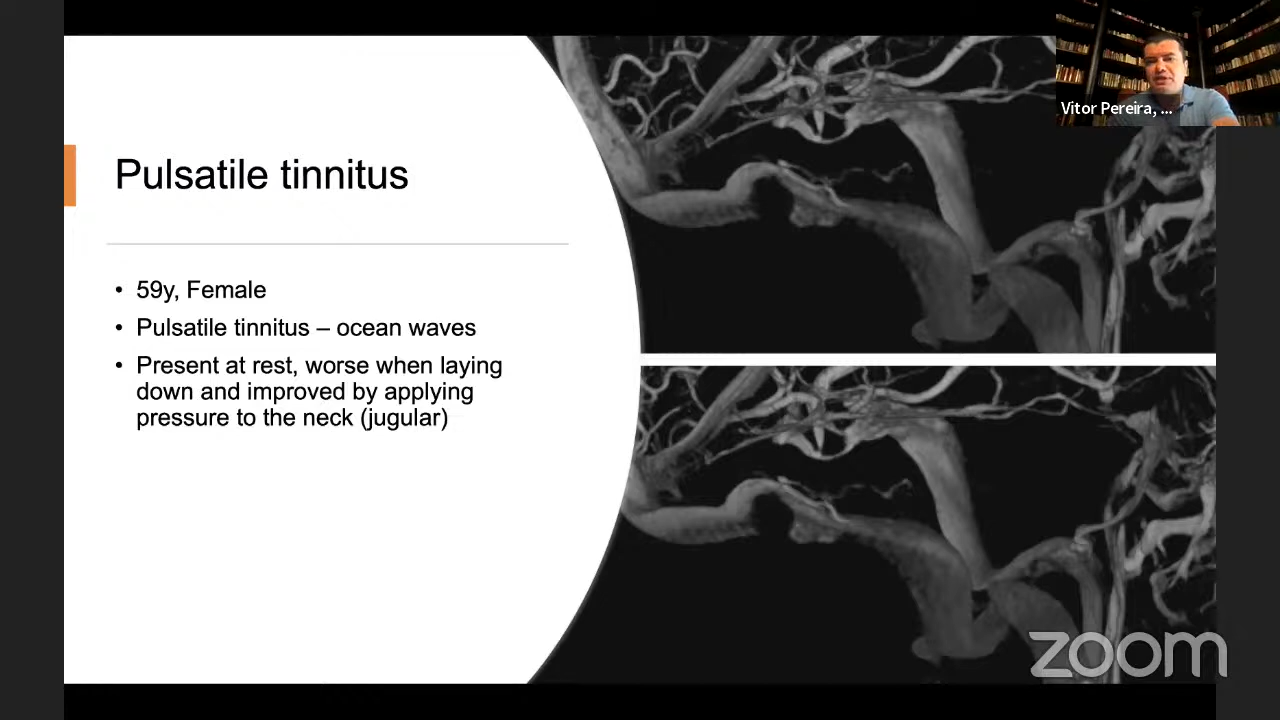 Vitor Pereira, ...
Pulsatile tinnitus
• 59y, Female
• Pulsatile tinnitus – ocean waves
• Present at rest, worse when laying
down and improved by applying
pressure to the neck (jugular)
zoom